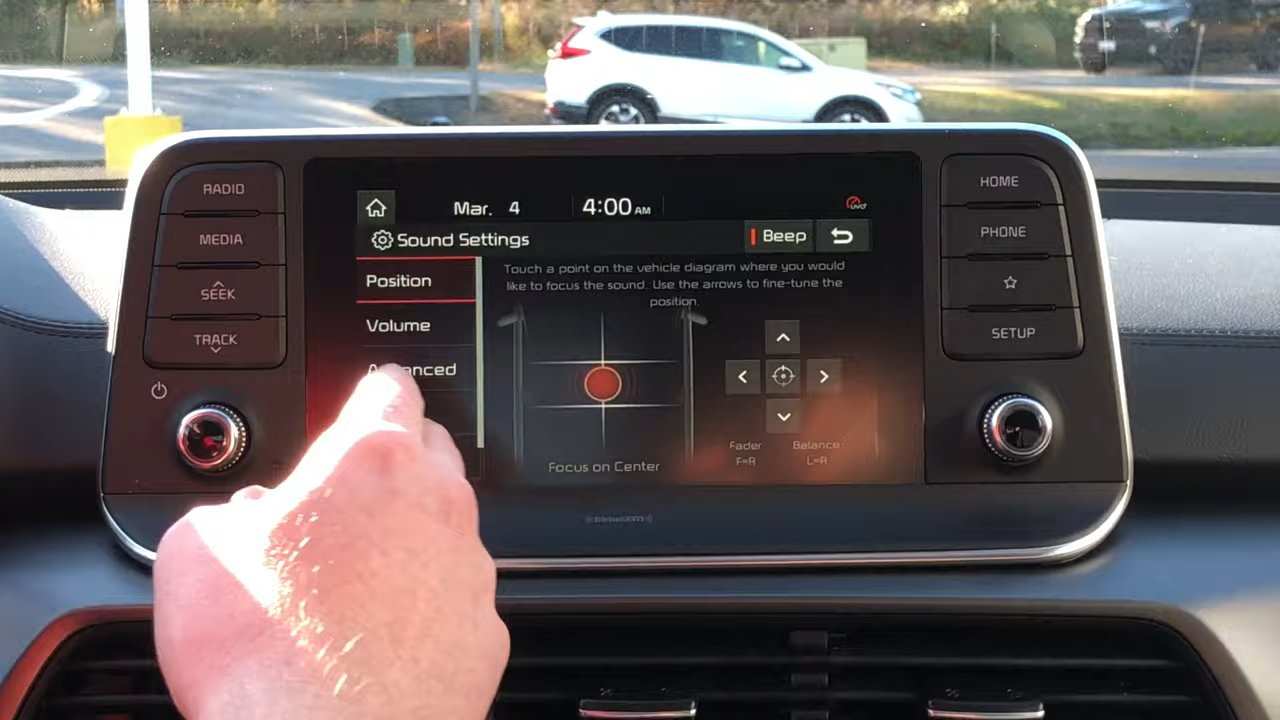 RADIO
MEDIA
SEEK
TRACK
Mar. 4
4:00 AM
UVO
Sound Settings
Beep
Position
Volume
Touch a point on the vehicle diagram where you would
like to focus the sound. Use the arrows to fine-tune the
position.
Focus on Center
Fader
F=R
Balance
L=R
HOME
PHONE
SETUP
SiriusXM